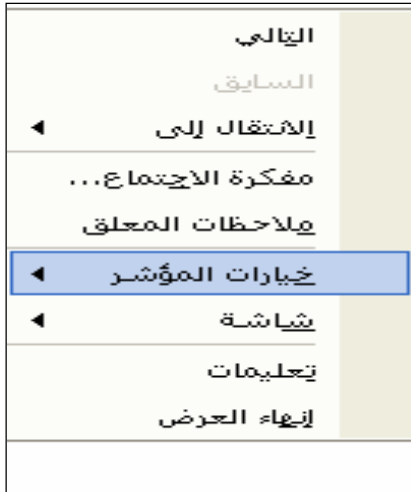 التالي
السابق
الانتقال إلى
مفكرة الاجتماع...
ملاحظات المعلق
خيارات المؤشر
شاشة
تعليمات
إنهاء العرض